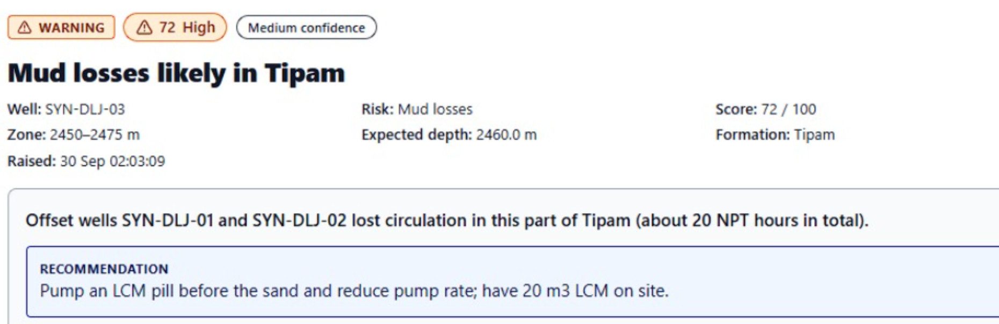 WARNING 72 High Medium confidence
Mud losses likely in Tipam
Well: SYN-DLJ-03 Risk: Mud losses Score: 72 / 100
Zone: 2450–2475 m Expected depth: 2460.0 m Formation: Tipam
Raised: 30 Sep 02:03:09
Offset wells SYN-DLJ-01 and SYN-DLJ-02 lost circulation in this part of Tipam (about 20 NPT hours in total).
RECOMMENDATION
Pump an LCM pill before the sand and reduce pump rate; have 20 m3 LCM on site.